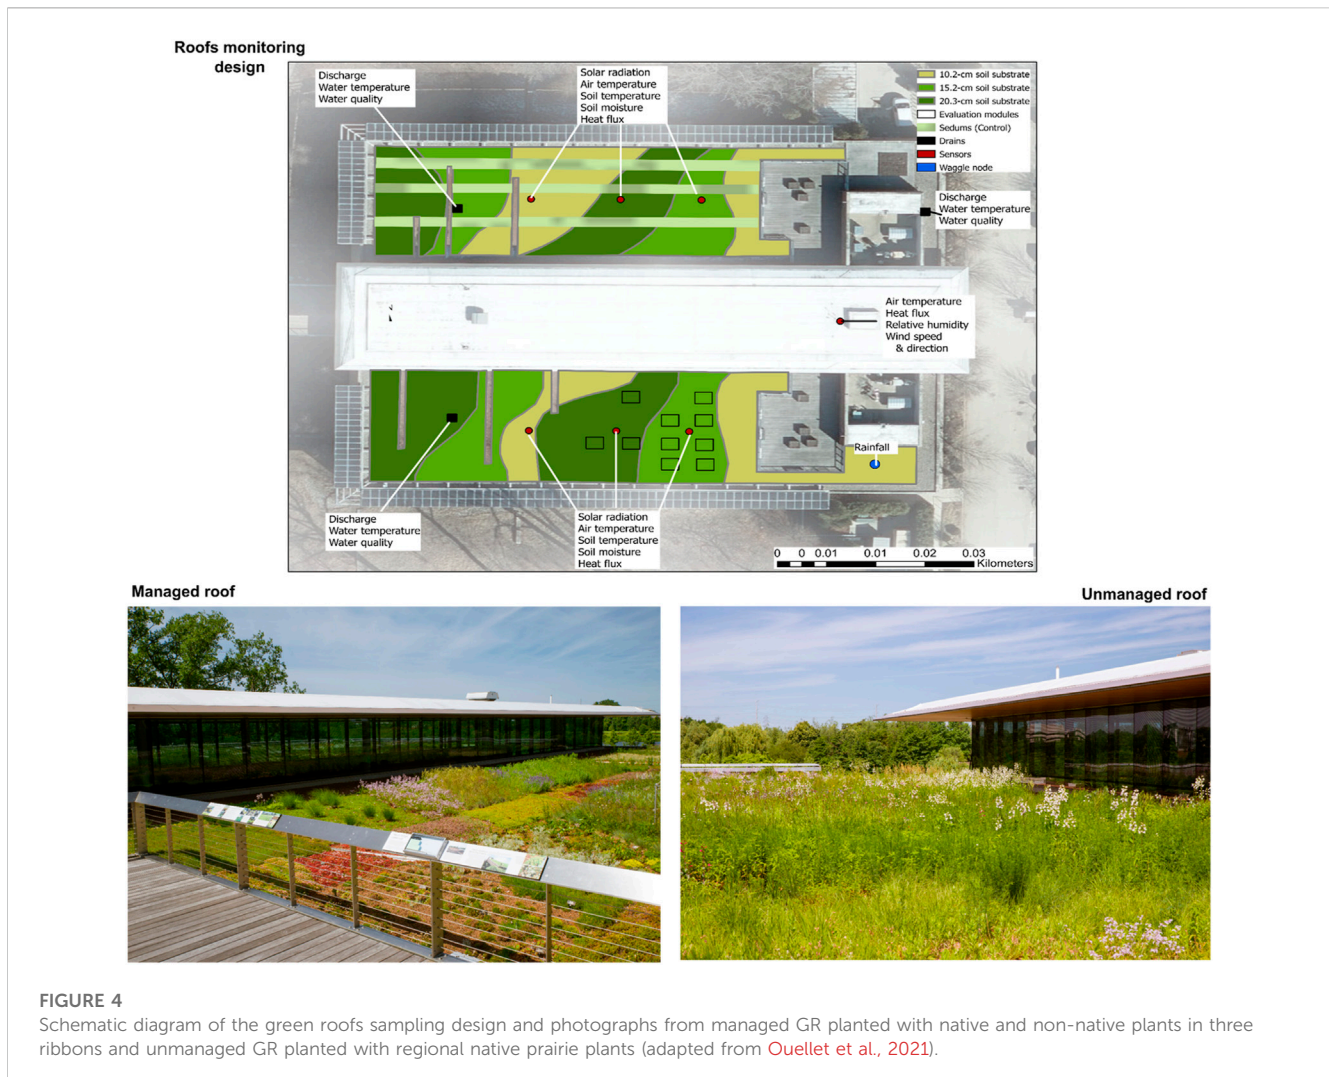 Roofs monitoring
design
Discharge
Water temperature
Water quality
Solar radiation
Air temperature
Soil temperature
Soil moisture
Heat flux
10.2-cm soil substrate
15.2-cm soil substrate
20.3-cm soil substrate
Evaluation modules
Sedums (Control)
Drains
Sensors
Waggle node
Discharge
Water temperature
Water quality
Air temperature
Heat flux
Relative humidity
Wind speed
& direction
N
Rainfall
Discharge
Water temperature
Water quality
Solar radiation
Air temperature
Soil temperature
Soil moisture
Heat flux
0 0 0.01 0.01 0.02 0.03
Kilometers
Managed roof
Unmanaged roof
FIGURE 4
Schematic diagram of the green roofs sampling design and photographs from managed GR planted with native and non-native plants in three
ribbons and unmanaged GR planted with regional native prairie plants (adapted from Ouellet et al., 2021).